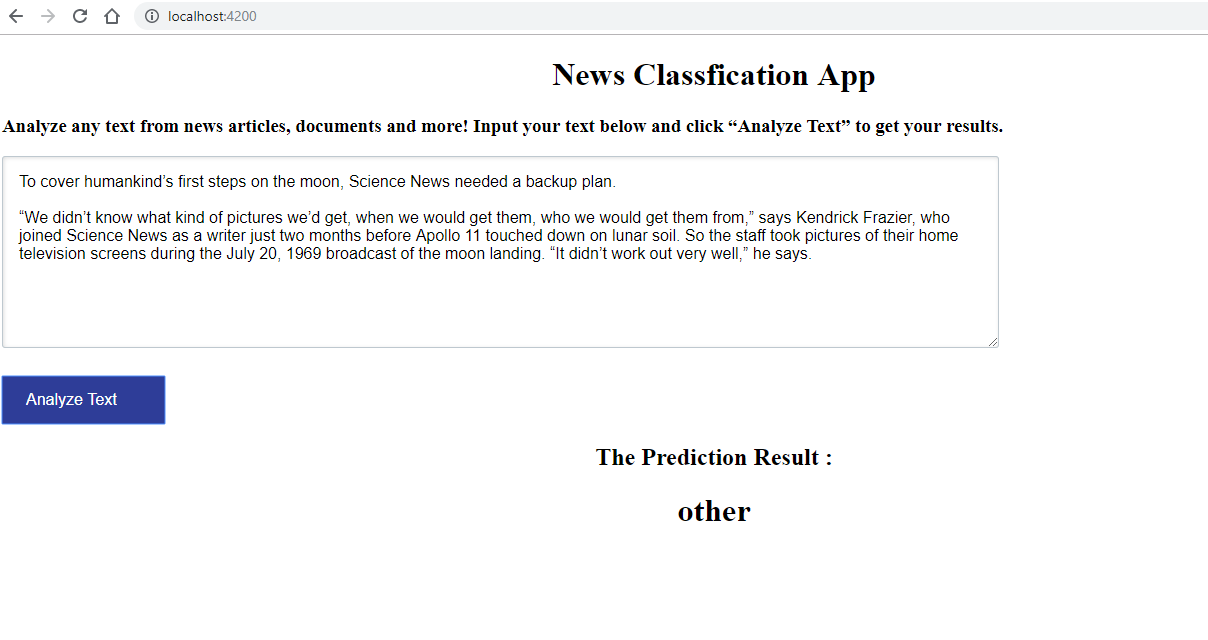 localhost:4200
News Classfication App
Analyze any text from news articles, documents and more! Input your text below and click “Analyze Text” to get your results.
To cover humankind’s first steps on the moon, Science News needed a backup plan.
“We didn’t know what kind of pictures we’d get, when we would get them, who we would get them from,” says Kendrick Frazier, who
joined Science News as a writer just two months before Apollo 11 touched down on lunar soil. So the staff took pictures of their home
television screens during the July 20, 1969 broadcast of the moon landing. “It didn’t work out very well,” he says.
Analyze Text
The Prediction Result :
other